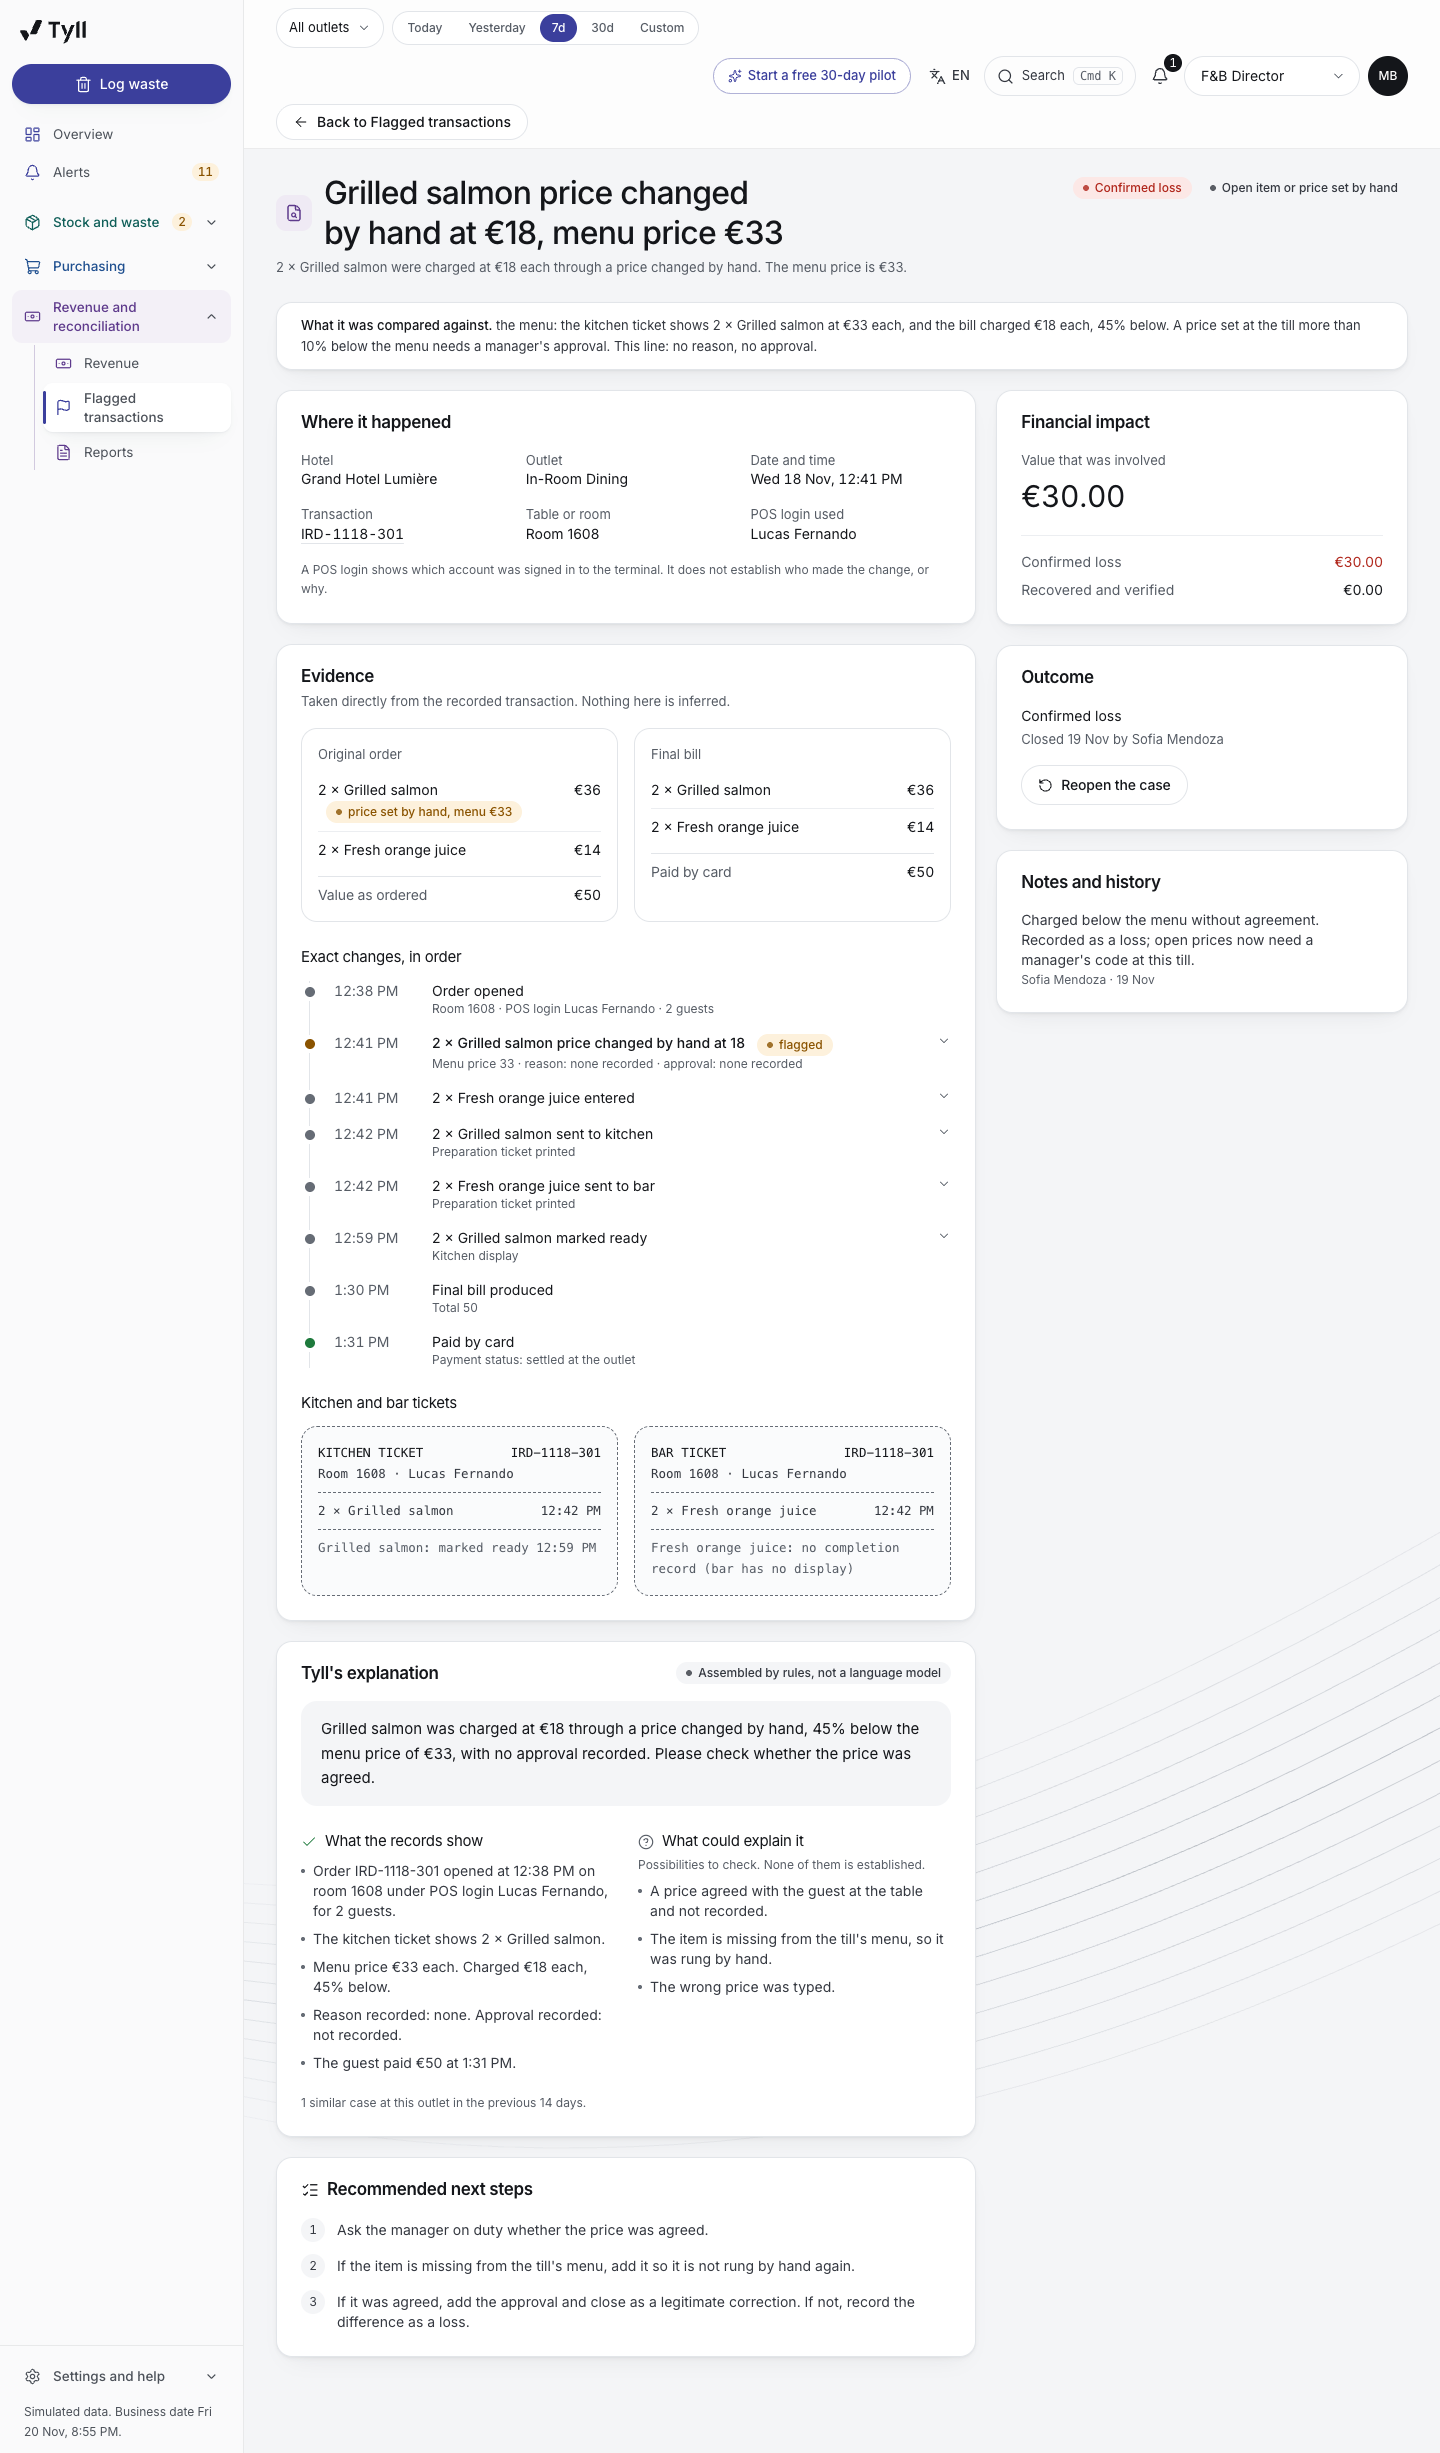 Tyll
Log waste
Overview
Alerts 11
Stock and waste 2
Purchasing
Revenue and
reconciliation
Revenue
Flagged
transactions
Reports
Settings and help
Simulated data. Business date Fri
20 Nov, 8:55 PM.
All outlets Today Yesterday 7d 30d Custom
Start a free 30-day pilot EN Search Cmd K 1 F&B Director MB
Back to Flagged transactions
Grilled salmon price changed
by hand at €18, menu price €33
Confirmed loss Open item or price set by hand
2 × Grilled salmon were charged at €18 each through a price changed by hand. The menu price is €33.
What it was compared against. the menu: the kitchen ticket shows 2 × Grilled salmon at €33 each, and the bill charged €18 each, 45% below. A price set at the till more than
10% below the menu needs a manager's approval. This line: no reason, no approval.
Where it happened
Hotel Outlet Date and time
Grand Hotel Lumière In-Room Dining Wed 18 Nov, 12:41 PM
Transaction Table or room POS login used
IRD-1118-301 Room 1608 Lucas Fernando
A POS login shows which account was signed in to the terminal. It does not establish who made the change, or
why.
Financial impact
Value that was involved
€30.00
Confirmed loss €30.00
Recovered and verified €0.00
Evidence
Taken directly from the recorded transaction. Nothing here is inferred.
Original order
2 × Grilled salmon €36
price set by hand, menu €33
2 × Fresh orange juice €14
Value as ordered €50
Final bill
2 × Grilled salmon €36
2 × Fresh orange juice €14
Paid by card €50
Outcome
Confirmed loss
Closed 19 Nov by Sofia Mendoza
Reopen the case
Notes and history
Charged below the menu without agreement.
Recorded as a loss; open prices now need a
manager's code at this till.
Sofia Mendoza · 19 Nov
Exact changes, in order
12:38 PM Order opened
Room 1608 · POS login Lucas Fernando · 2 guests
12:41 PM 2 × Grilled salmon price changed by hand at 18 flagged
Menu price 33 · reason: none recorded · approval: none recorded
12:41 PM 2 × Fresh orange juice entered
12:42 PM 2 × Grilled salmon sent to kitchen
Preparation ticket printed
12:42 PM 2 × Fresh orange juice sent to bar
Preparation ticket printed
12:59 PM 2 × Grilled salmon marked ready
Kitchen display
1:30 PM Final bill produced
Total 50
1:31 PM Paid by card
Payment status: settled at the outlet
Kitchen and bar tickets
KITCHEN TICKET IRD-1118-301
Room 1608 · Lucas Fernando
2 × Grilled salmon 12:42 PM
Grilled salmon: marked ready 12:59 PM
BAR TICKET IRD-1118-301
Room 1608 · Lucas Fernando
2 × Fresh orange juice 12:42 PM
Fresh orange juice: no completion
record (bar has no display)
Tyll's explanation Assembled by rules, not a language model
Grilled salmon was charged at €18 through a price changed by hand, 45% below the
menu price of €33, with no approval recorded. Please check whether the price was
agreed.
What the records show
• Order IRD-1118-301 opened at 12:38 PM on
room 1608 under POS login Lucas Fernando,
for 2 guests.
• The kitchen ticket shows 2 × Grilled salmon.
• Menu price €33 each. Charged €18 each,
45% below.
• Reason recorded: none. Approval recorded:
not recorded.
• The guest paid €50 at 1:31 PM.
What could explain it
Possibilities to check. None of them is established.
• A price agreed with the guest at the table
and not recorded.
• The item is missing from the till's menu, so it
was rung by hand.
• The wrong price was typed.
1 similar case at this outlet in the previous 14 days.
Recommended next steps
1 Ask the manager on duty whether the price was agreed.
2 If the item is missing from the till's menu, add it so it is not rung by hand again.
3 If it was agreed, add the approval and close as a legitimate correction. If not, record the
difference as a loss.